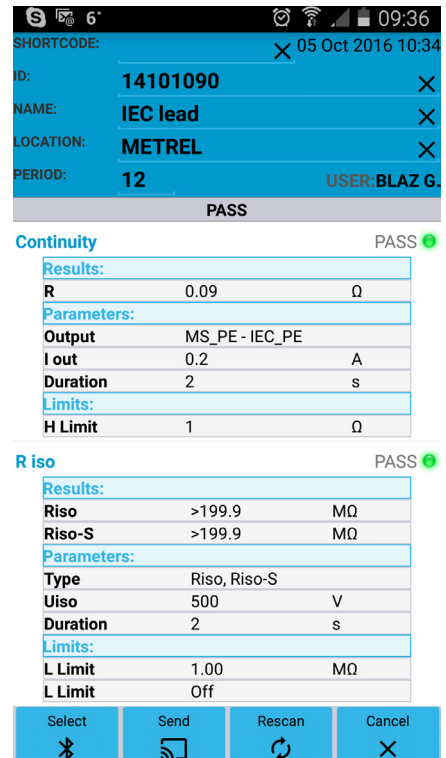 6° 09:36
SHORTCODE: 05 Oct 2016 10:34
ID: 14101090
NAME: IEC lead
LOCATION: METREL
PERIOD: 12 USER:BLAZ G.
PASS
Continuity PASS
Results:
R 0.09 Ω
Parameters:
Output MS_PE - IEC_PE
I out 0.2 A
Duration 2 s
Limits:
H Limit 1 Ω
R iso PASS
Results:
Riso >199.9 MΩ
Riso-S >199.9 MΩ
Parameters:
Type Riso, Riso-S
Uiso 500 V
Duration 2 s
Limits:
L Limit 1.00 MΩ
L Limit Off
Select Send Rescan Cancel